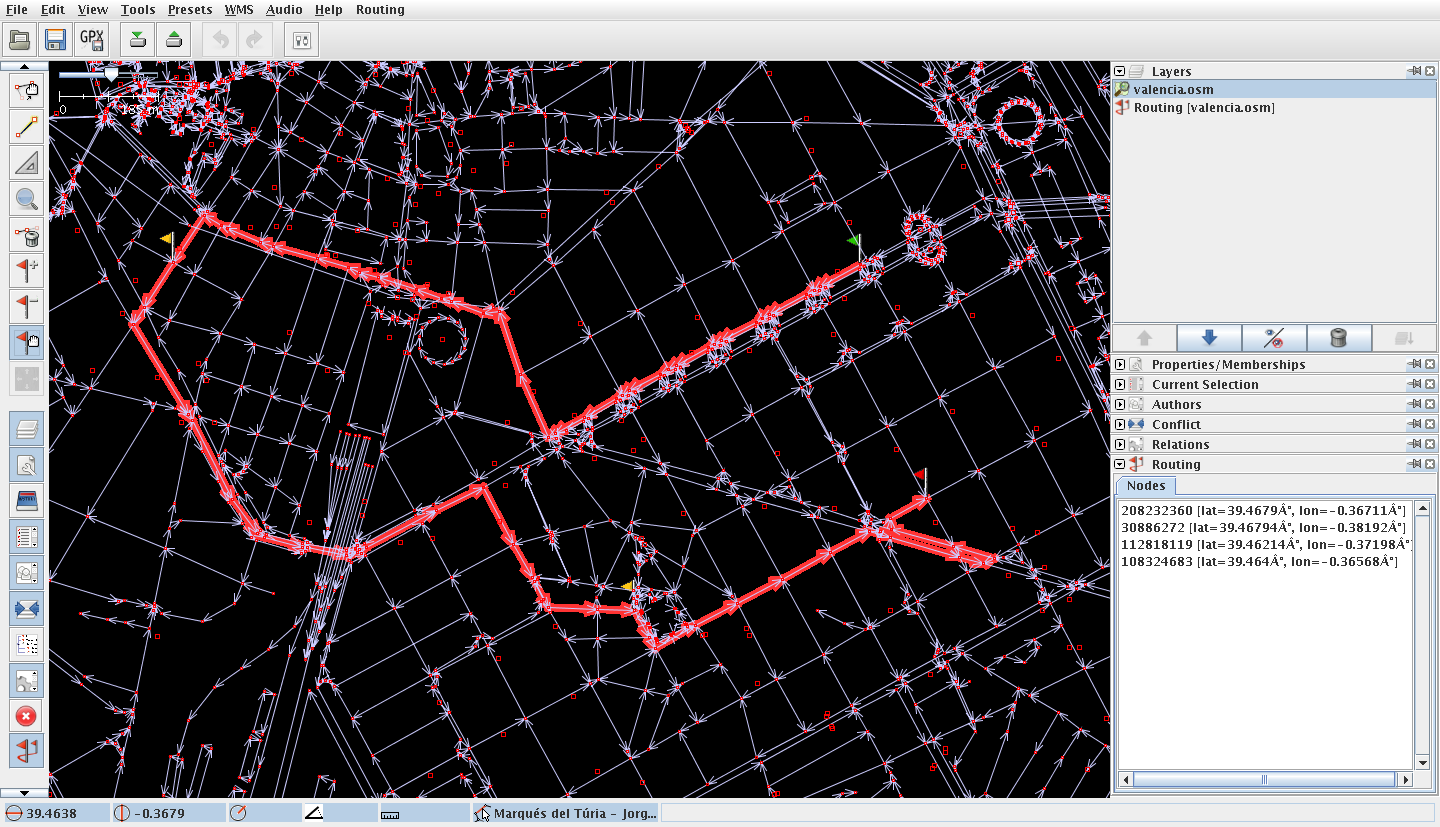 File Edit View Tools Presets WMS Audio Help Routing
GPX
0
Layers
valencia.osm
Routing [valencia.osm]
Properties/Memberships
Current Selection
Authors
Conflict
Relations
Routing
Nodes
208232360 [lat=39.4679Â°, lon=-0.36711Â°]
30886272 [lat=39.46794Â°, lon=-0.38192Â°]
112818119 [lat=39.46214Â°, lon=-0.37198Â°]
108324683 [lat=39.464Â°, lon=-0.36568Â°]
39.4638 -0.3679 Marqués del Túria - Jorg...